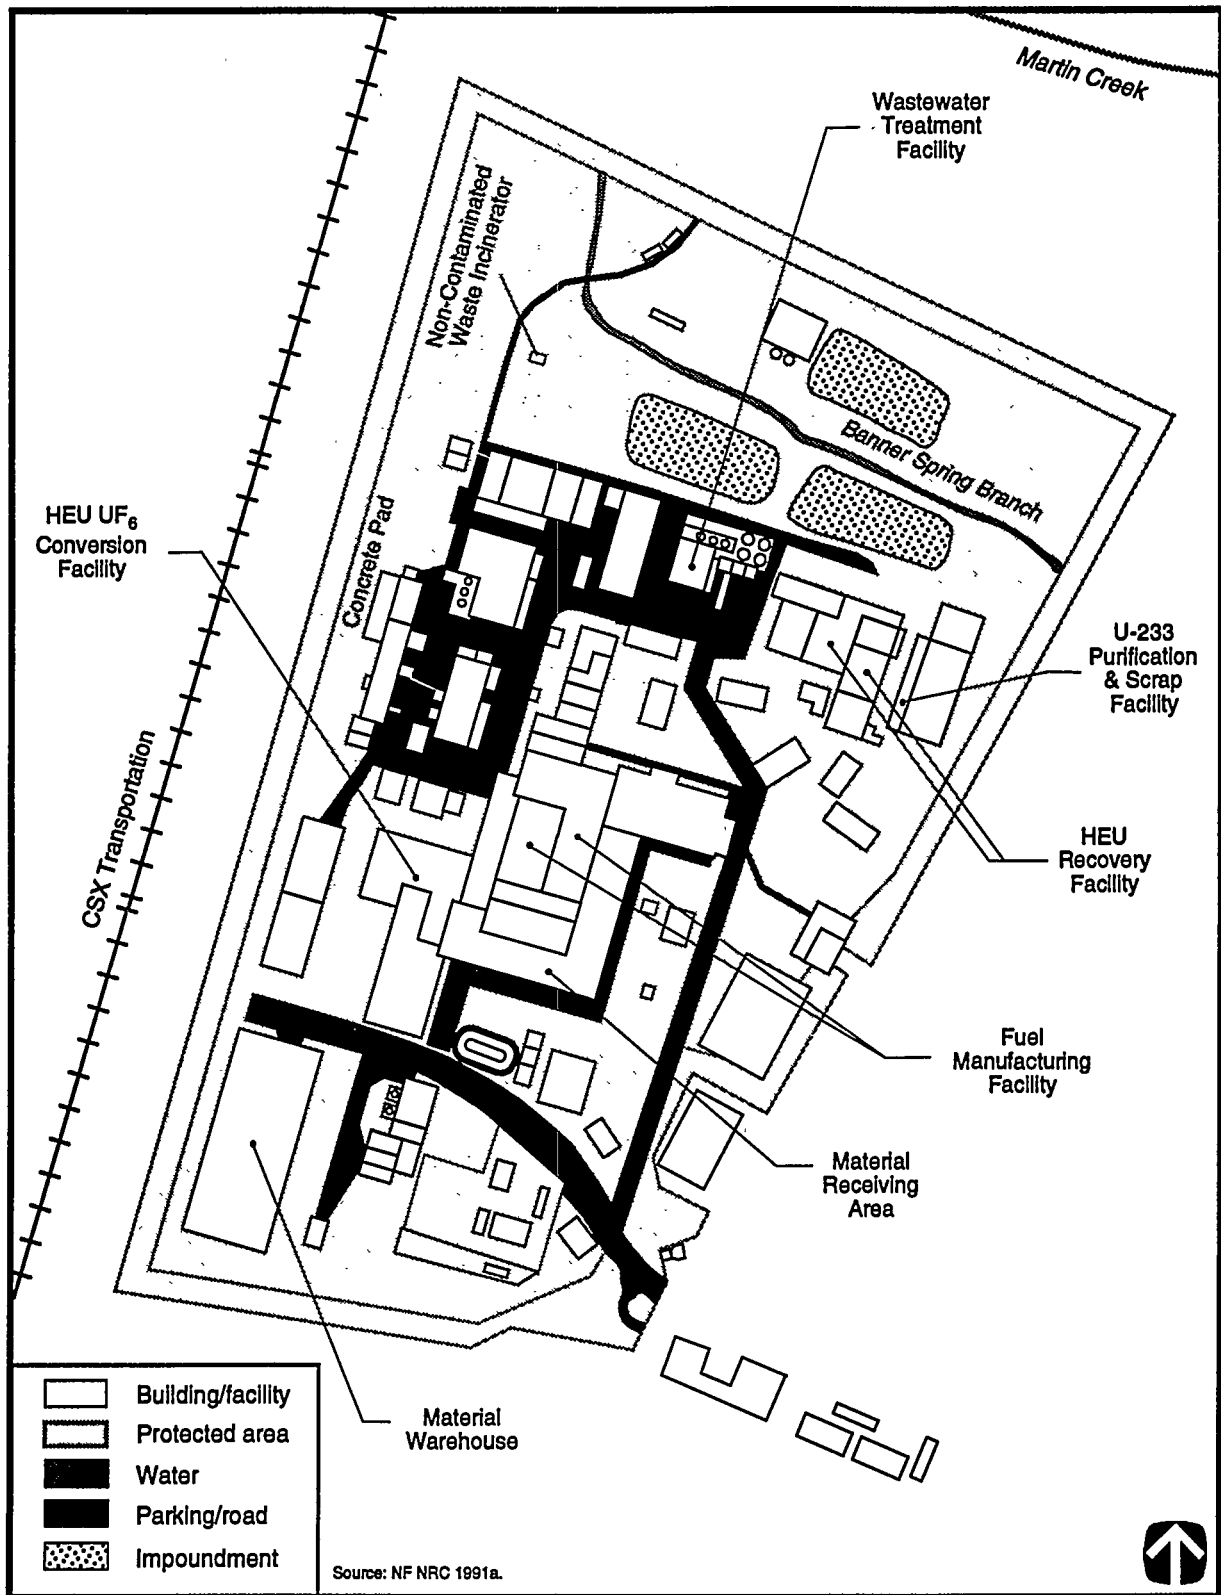 Martin Creek
Wastewater
Treatment
Facility
Non-Contaminated
Waste Incinerator
Banner Spring Branch
HEU UF₆
Conversion
Facility
Concrete Pad
U-233
Purification
& Scrap
Facility
CSX Transportation
HEU
Recovery
Facility
Fuel
Manufacturing
Facility
Material
Receiving
Area
Material
Warehouse
Building/facility
Protected area
Water
Parking/road
Impoundment
Source: NF NRC 1991a.